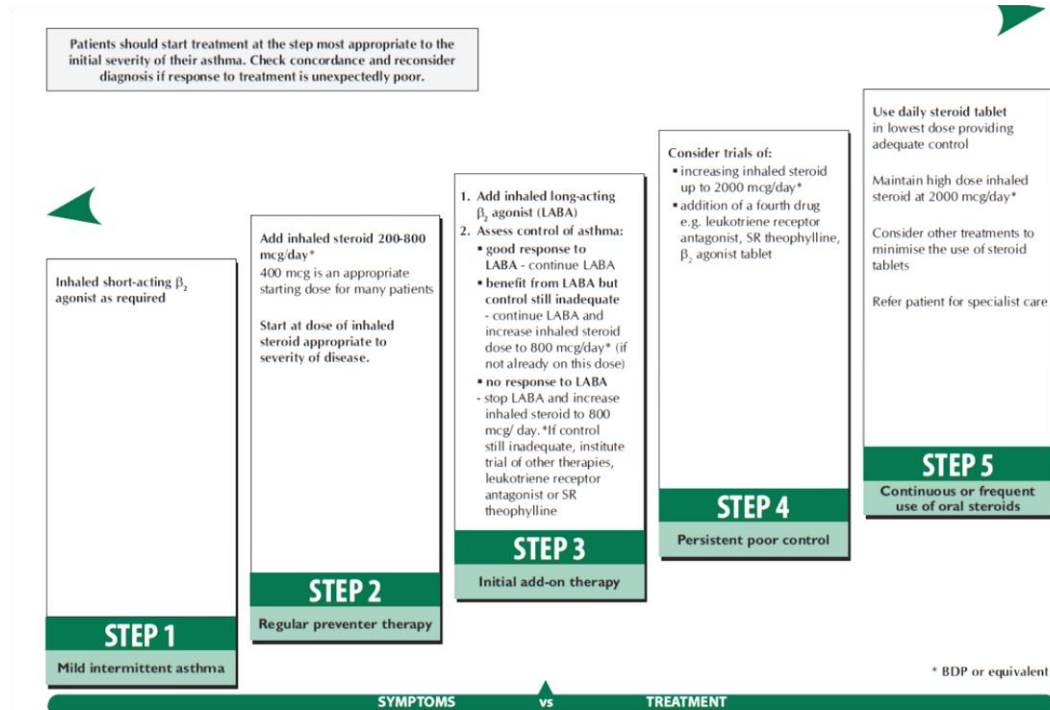 Patients should start treatment at the step most appropriate to the
initial severity of their asthma. Check concordance and reconsider
diagnosis if response to treatment is unexpectedly poor.
Inhaled short-acting β₂
agonist as required
STEP 1
Mild intermittent asthma
Add inhaled steroid 200-800
mcg/day*
400 mcg is an appropriate
starting dose for many patients
Start at dose of inhaled
steroid appropriate to
severity of disease.
STEP 2
Regular preventer therapy
1. Add inhaled long-acting
β₂ agonist (LABA)
2. Assess control of asthma:
▪ good response to
LABA - continue LABA
▪ benefit from LABA but
control still inadequate
- continue LABA and
increase inhaled steroid
dose to 800 mcg/day* (if
not already on this dose)
▪ no response to LABA
- stop LABA and increase
inhaled steroid to 800
mcg/ day.*If control
still inadequate, institute
trial of other therapies,
leukotriene receptor
antagonist or SR
theophylline
STEP 3
Initial add-on therapy
Consider trials of:
▪ increasing inhaled steroid
up to 2000 mcg/day*
▪ addition of a fourth drug
e.g. leukotriene receptor
antagonist, SR theophylline,
β₂ agonist tablet
STEP 4
Persistent poor control
Use daily steroid tablet
in lowest dose providing
adequate control
Maintain high dose inhaled
steroid at 2000 mcg/day*
Consider other treatments to
minimise the use of steroid
tablets
Refer patient for specialist care
STEP 5
Continuous or frequent
use of oral steroids
* BDP or equivalent
SYMPTOMS vs TREATMENT